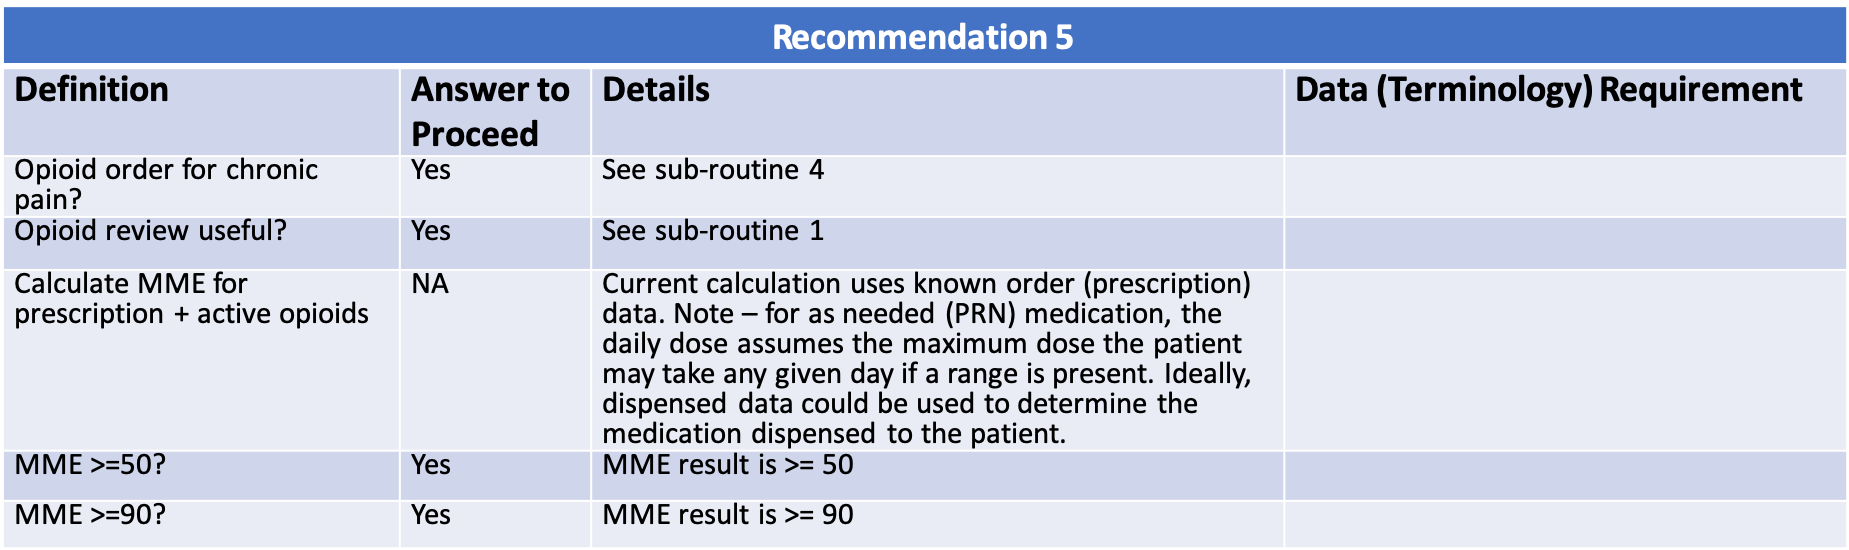 Recommendation 5
Definition
Answer to
Proceed
Details
Data (Terminology) Requirement
Opioid order for chronic
pain?
Yes
See sub-routine 4
Opioid review useful?
Yes
See sub-routine 1
Calculate MME for
prescription + active opioids
NA
Current calculation uses known order (prescription)
data. Note – for as needed (PRN) medication, the
daily dose assumes the maximum dose the patient
may take any given day if a range is present. Ideally,
dispensed data could be used to determine the
medication dispensed to the patient.
MME >=50?
Yes
MME result is >= 50
MME >=90?
Yes
MME result is >= 90